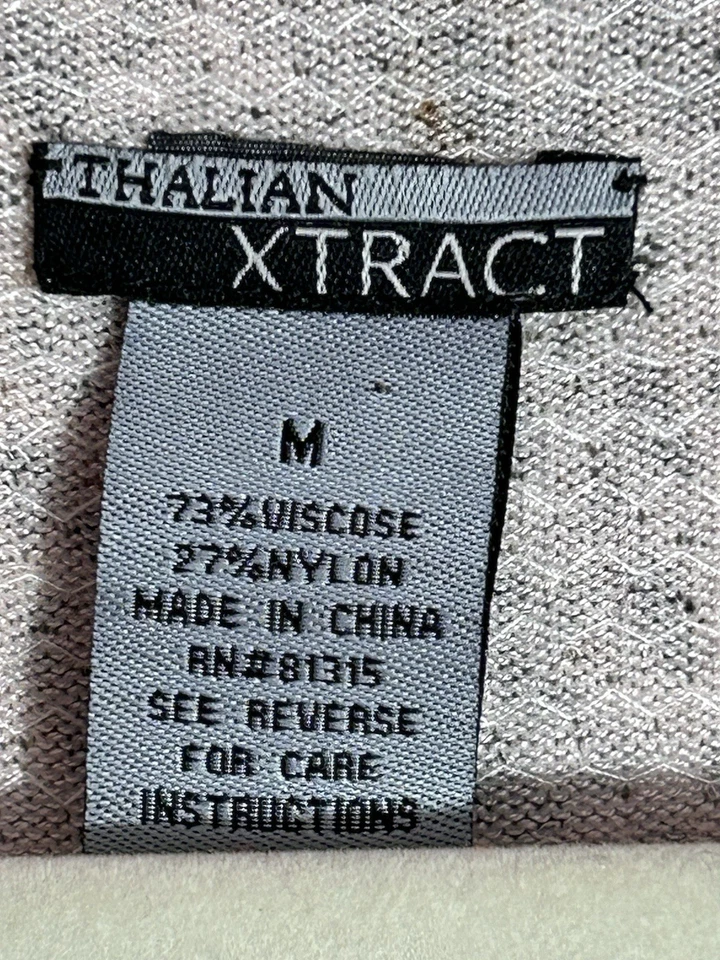 THALIAN
XTRACT
M
73%VISCOSE
27%NYLON
MADE IN CHINA
RN#81315
SEE REVERSE
FOR CARE
INSTRUCTIONS